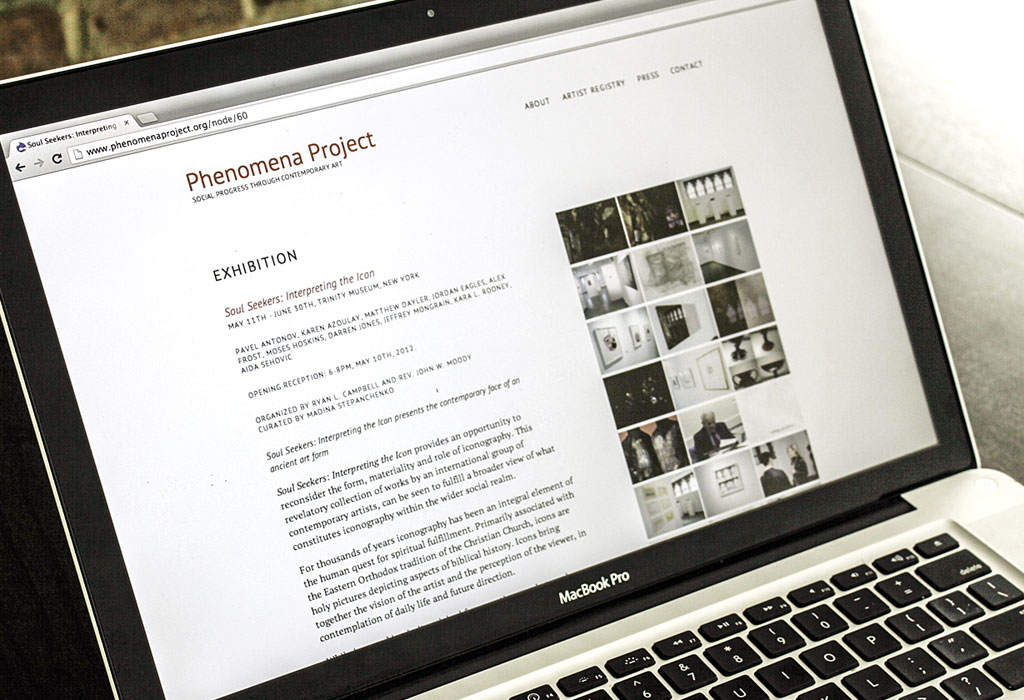 Soul Seekers: Interpreting
www.phenomenaproject.org/node/60
ABOUT ARTIST REGISTRY PRESS CONTACT
Phenomena Project
SOCIAL PROGRESS THROUGH CONTEMPORARY ART
EXHIBITION
Soul Seekers: Interpreting the Icon
MAY 11TH - JUNE 30TH, TRINITY MUSEUM, NEW YORK
PAVEL ANTONOV, KAREN AZOULAY, MATTHEW DAYLER, JORDAN EAGLES, ALEX
FROST, MOSES HOSKINS, DARREN JONES, JEFFREY MONGRAIN, KARA L. ROONEY,
AIDA SEHOVIC
OPENING RECEPTION: 6-8PM, MAY 10TH, 2012.
ORGANIZED BY RYAN L. CAMPBELL AND REV. JOHN W. MOODY
CURATED BY MADINA STEPANCHENKO
Soul Seekers: Interpreting the Icon presents the contemporary face of an
ancient art form
Soul Seekers: Interpreting the Icon provides an opportunity to
reconsider the form, materiality and role of iconography. This
revelatory collection of works by an international group of
contemporary artists, can be seen to fulfill a broader view of what
constitutes iconography within the wider social realm.
For thousands of years iconography has been an integral element of
the human quest for spiritual fulfillment. Primarily associated with
the Eastern Orthodox tradition of the Christian Church, icons are
holy pictures depicting aspects of biblical history. Icons bring
together the vision of the artist and the perception of the viewer, in
contemplation of daily life and future direction.
MacBook Pro
delete
& 7 * 8 ( 9 ) 0 - + =
6 U I O P { [ } ]
K L : ; " '
< , > . ? /